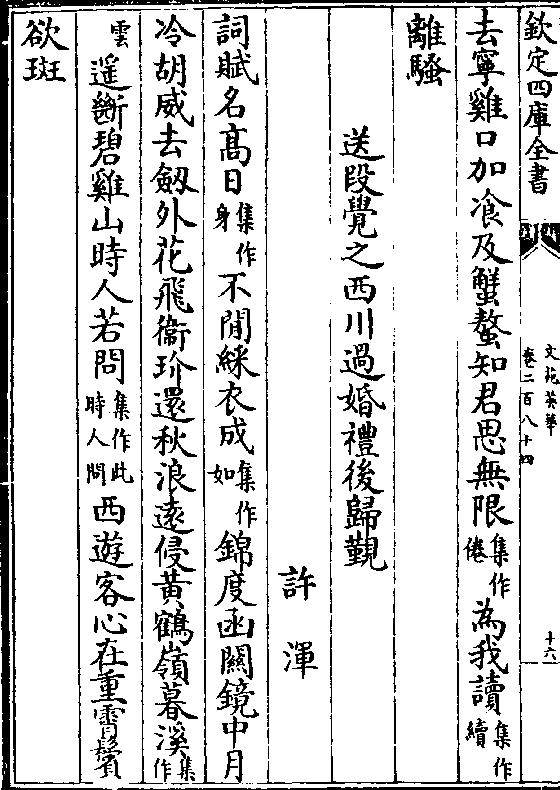 欽定四庫全書
文苑英華
卷二百八十四
十六
去寧雞口加飡及蟹螯知君思無限集作倦為我讀集作續
離騷
送段覺之西川過婚禮後歸覲
許渾
詞賦名高日集作身不閒綵衣成集作如錦度函關鏡中月
冷胡威去劔外花飛衞玠還秋浪遠侵黃鶴嶺暮溪集作
雲遥斷碧雞山時人若問集作此時人問西遊客心在重霄鬢
欲斑